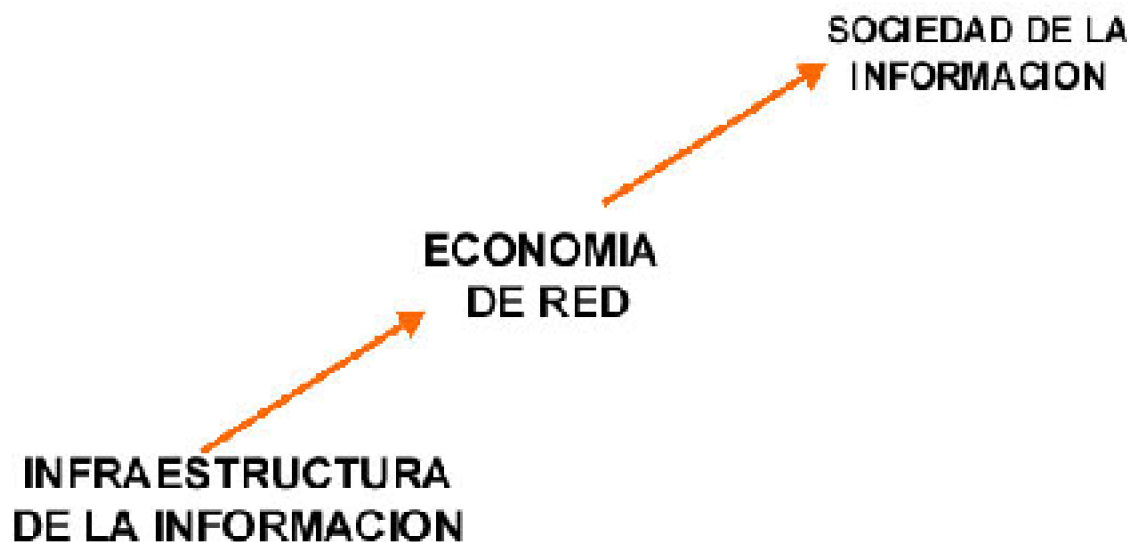 SOCIEDAD DE LA
INFORMACION
ECONOMIA
DE RED
INFRAESTRUCTURA
DE LA INFORMACION